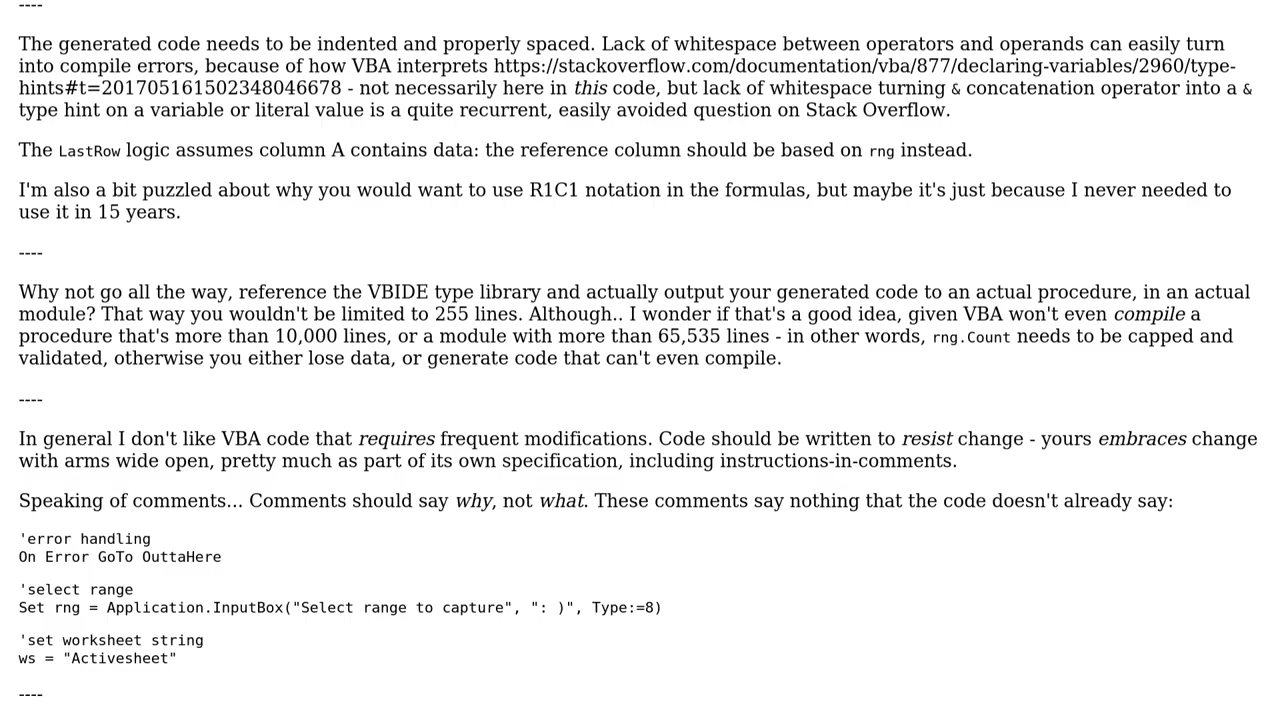 ----
The generated code needs to be indented and properly spaced. Lack of whitespace between operators and operands can easily turn
into compile errors, because of how VBA interprets https://stackoverflow.com/documentation/vba/877/declaring-variables/2960/type-
hints#t=201705161502348046678 - not necessarily here in this code, but lack of whitespace turning & concatenation operator into a &
type hint on a variable or literal value is a quite recurrent, easily avoided question on Stack Overflow.
The LastRow logic assumes column A contains data: the reference column should be based on rng instead.
I'm also a bit puzzled about why you would want to use R1C1 notation in the formulas, but maybe it's just because I never needed to
use it in 15 years.
----
Why not go all the way, reference the VBIDE type library and actually output your generated code to an actual procedure, in an actual
module? That way you wouldn't be limited to 255 lines. Although.. I wonder if that's a good idea, given VBA won't even compile a
procedure that's more than 10,000 lines, or a module with more than 65,535 lines - in other words, rng.Count needs to be capped and
validated, otherwise you either lose data, or generate code that can't even compile.
----
In general I don't like VBA code that requires frequent modifications. Code should be written to resist change - yours embraces change
with arms wide open, pretty much as part of its own specification, including instructions-in-comments.
Speaking of comments... Comments should say why, not what. These comments say nothing that the code doesn't already say:
'error handling
On Error GoTo OuttaHere
'select range
Set rng = Application.InputBox("Select range to capture", ": )", Type:=8)
'set worksheet string
ws = "Activesheet"
----